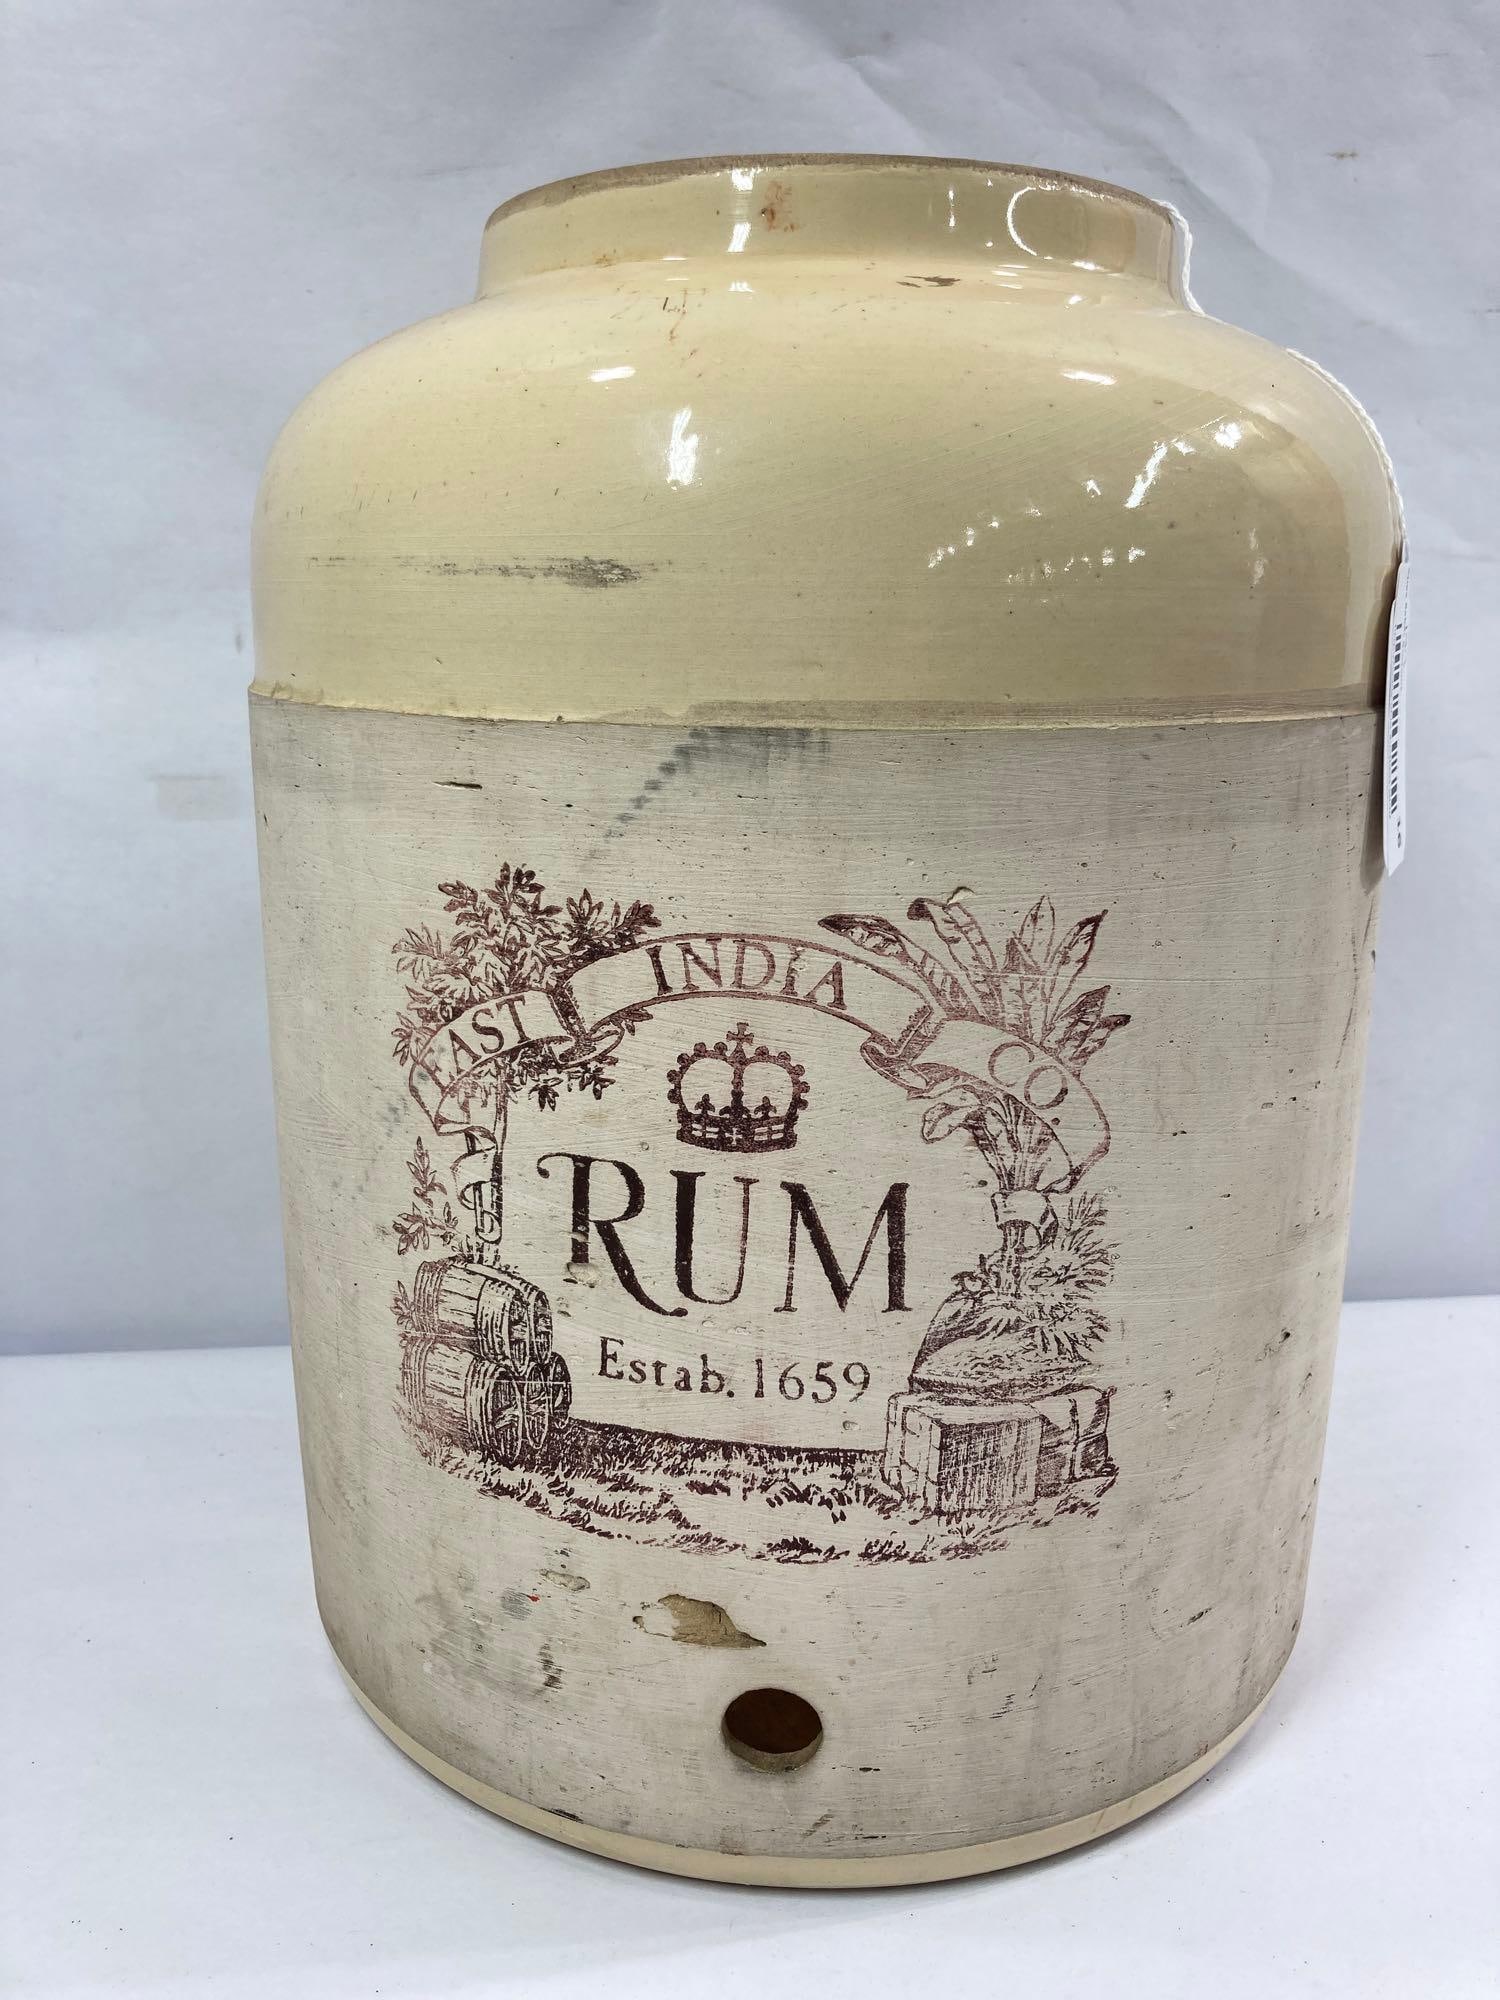 EAST INDIA CO.
RUM
Estab. 1659